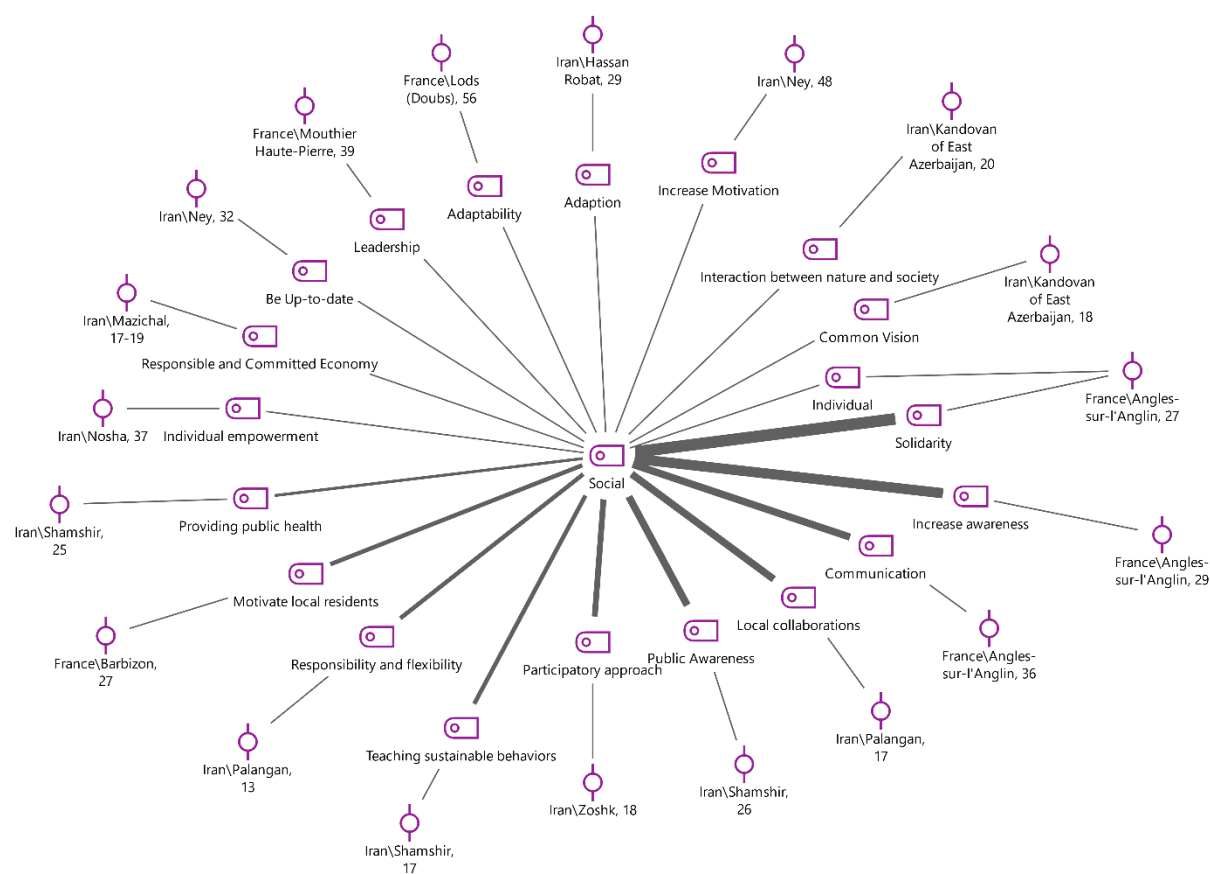 Iran\Hassan
Robat, 29
France\Lods
(Doubs), 56
Iran\Ney, 48
France\Mouthier
Haute-Pierre, 39
Iran\Kandovan
of East
Azerbaijan, 20
Increase Motivation
Adaption
Adaptability
Iran\Ney, 32
Leadership
Interaction between nature and society
Iran\Kandovan
of East
Azerbaijan, 18
Be Up-to-date
Iran\Mazichal,
17-19
Common Vision
Responsible and Committed Economy
Individual
France\Angles-
sur-l'Anglin, 27
Iran\Nosha, 37
Individual empowerment
Solidarity
Social
Providing public health
Increase awareness
Iran\Shamshir,
25
France\Angles-
sur-l'Anglin, 29
Communication
Motivate local residents
Local collaborations
France\Barbizon,
27
Responsibility and flexibility
Participatory approach
Public Awareness
France\Angles-
sur-l'Anglin, 36
Iran\Palangan,
13
Teaching sustainable behaviors
Iran\Palangan,
17
Iran\Zoshk, 18
Iran\Shamshir,
26
Iran\Shamshir,
17